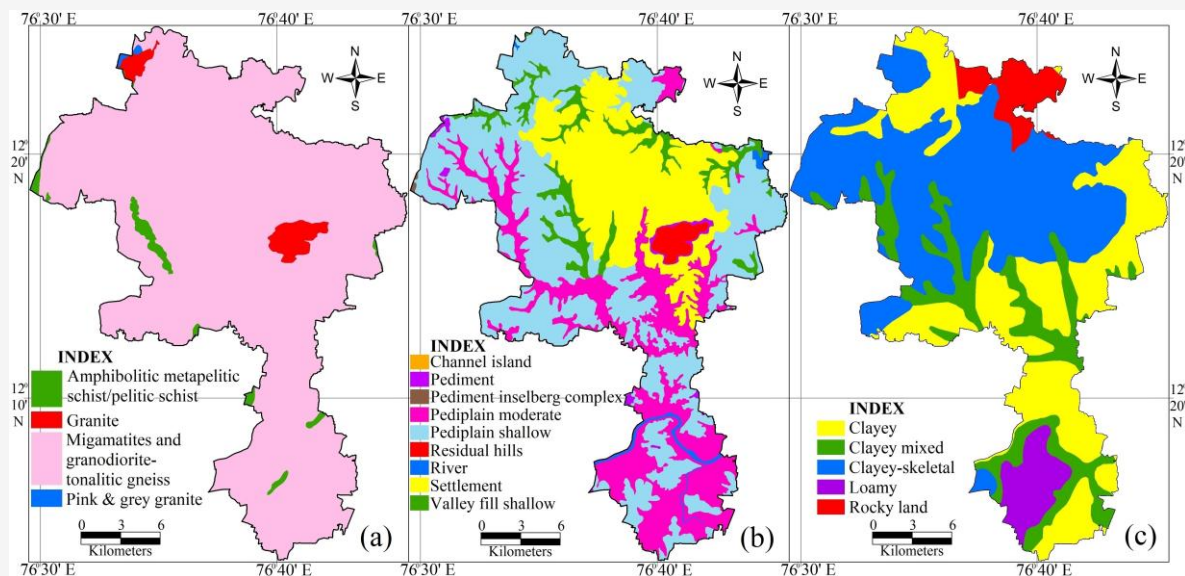 76°30' E
76°40' E
76°30' E
76°40' E
76°30' E
76°40' E
N
W
E
S
N
W
E
S
N
W
E
S
12°
20'
N
12°
20'
N
12°
20'
N
INDEX
Amphibolitic metapelitic
schist/pelitic schist
Granite
Migamatites and
granodiorite-
tonalitic gneiss
Pink & grey granite
12°
10'
N
0 3 6
Kilometers
(a)
INDEX
Channel island
Pediment
Pediment inselberg complex
Pediplain moderate
Pediplain shallow
Residual hills
River
Settlement
Valley fill shallow
12°
10'
N
0 3 6
Kilometers
(b)
INDEX
Clayey
Clayey mixed
Clayey-skeletal
Loamy
Rocky land
12°
20'
N
0 3 6
Kilometers
(c)
76°30' E
76°40' E
76°30' E
76°40' E
76°30' E
76°40' E